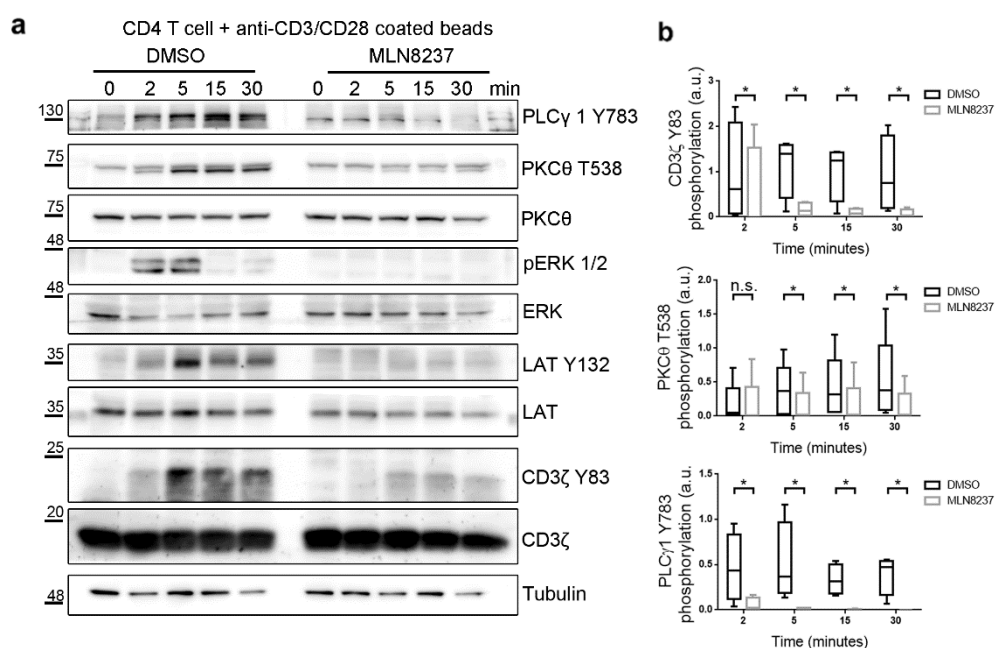 a
CD4 T cell + anti-CD3/CD28 coated beads
DMSO MLN8237
0 2 5 15 30 0 2 5 15 30 min
130 PLCγ 1 Y783
75 PKCθ T538
75 PKCθ
48 pERK 1/2
48 ERK
35 LAT Y132
35 LAT
25 CD3ζ Y83
20 CD3ζ
48 Tubulin
b
CD3ζ Y83
phosphorylation (a.u.)
3
2
1
0
* * * *
DMSO
MLN8237
2 5 15 30
Time (minutes)
PKCθ T538
phosphorylation (a.u.)
2.0
1.5
1.0
0.5
0.0
n.s. * * *
DMSO
MLN8237
2 5 15 30
Time (minutes)
PLCγ1 Y783
phosphorylation (a.u.
1.5
1.0
0.5
0.0
* * * *
DMSO
MLN8237
2 5 15 30
Time (minutes)